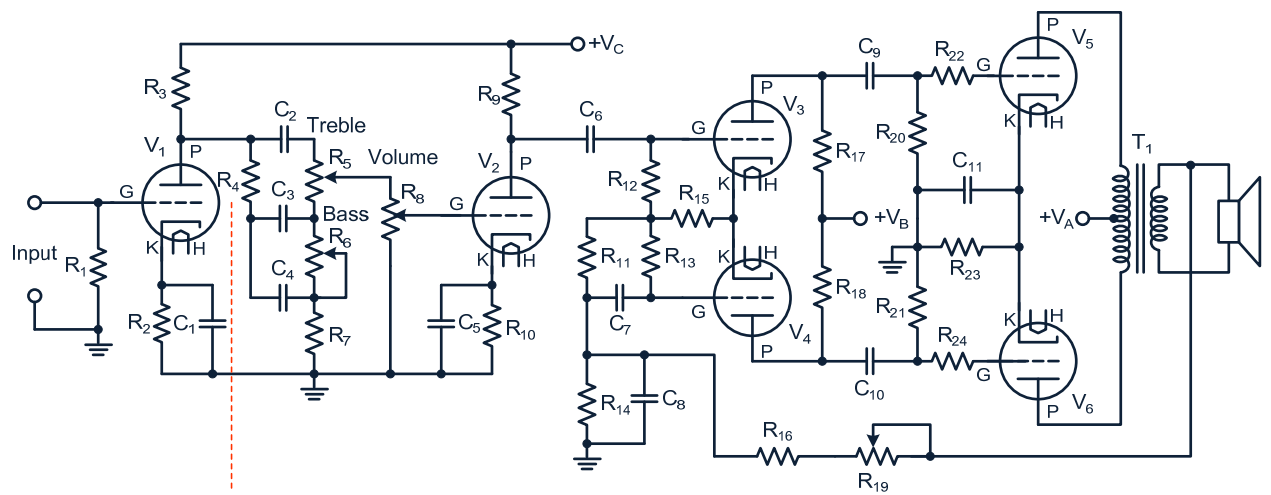 +V_C
R_3
C_2
Treble
V_1
P
G
K
H
R_4
R_5
Volume
R_8
C_3
Bass
R_6
C_4
R_7
Input
R_1
R_2
C_1
R_9
V_2
P
G
K
H
C_5
R_10
C_6
G
P
V_3
K
H
R_12
R_15
R_11
R_13
C_7
K
H
G
V_4
P
R_14
C_8
C_9
R_22
G
P
V_5
K
H
R_17
R_20
C_11
+V_B
R_18
R_23
R_21
C_10
R_24
K
H
G
V_6
P
T_1
+V_A
R_16
R_19